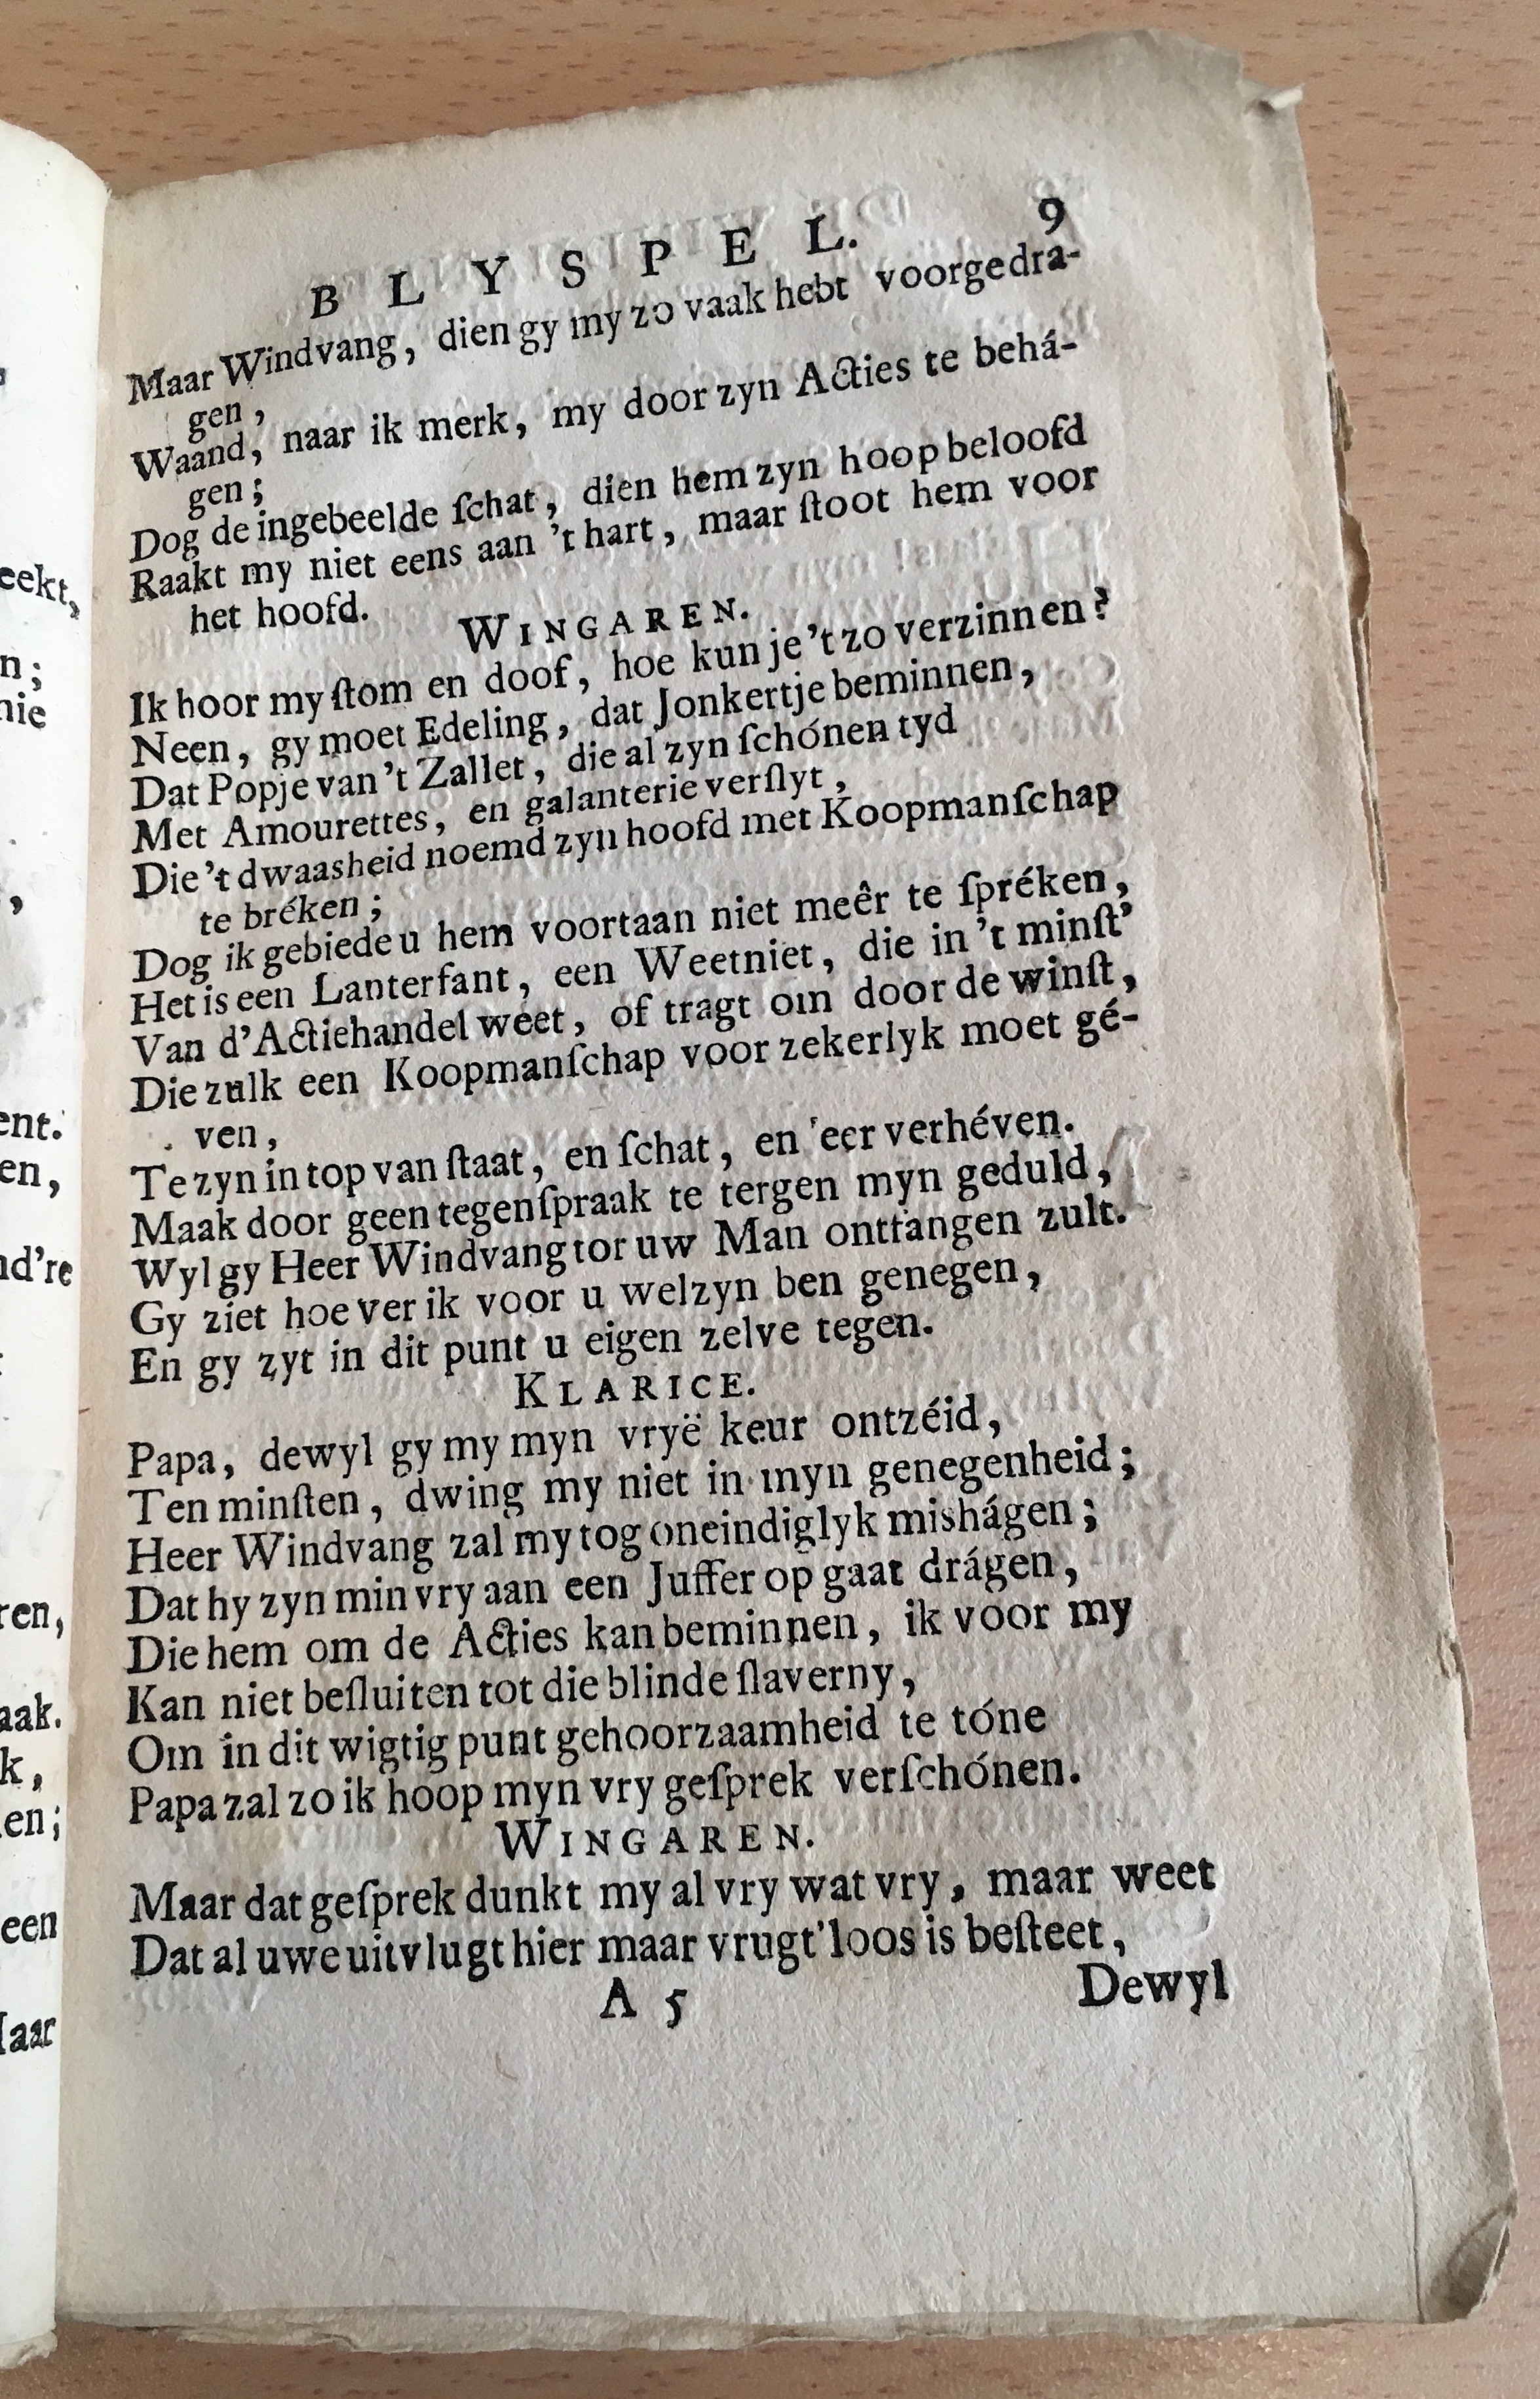 BLYSPEL. 9
Maar Windvang, dien gy my zo vaak hebt voorgedra-
gen,
Waand, naar ik merk, my door zyn Acties te behá-
gen;
Dog de ingebeelde ſchat, dien hem zyn hoop beloofd
Raakt my niet eens aan 't hart, maar ſtoot hem voor
het hoofd.
WINGAREN.
Ik hoor my ſtom en doof, hoe kun je 't zo verzinnen?
Neen, gy moet Edeling, dat Jonkertje beminnen,
Dat Popje van 't Zallet, die al zyn ſchónen tyd
Met Amourettes, en galanterie verſlyt,
Die 't dwaasheid noemd zyn hoofd met Koopmanſchap
te bréken;
Dog ik gebiede u hem voortaan niet meêr te ſpréken,
Het is een Lanterfant, een Weetniet, die in 't minſt'
Van d'Actiehandel weet, of tragt om door de winſt,
Die zulk een Koopmanſchap voor zekerlyk moet gé-
ven,
Te zyn in top van ſtaat, en ſchat, en 'eer verhéven.
Maak door geen tegenſpraak te tergen myn geduld,
Wyl gy Heer Windvang tot uw Man ontfangen zult.
Gy ziet hoe ver ik voor u welzyn ben genegen,
En gy zyt in dit punt u eigen zelve tegen.
KLARICE.
Papa, dewyl gy my myn vryë keur ontzéid,
Ten minſten, dwing my niet in myn genegenheid;
Heer Windvang zal my tog oneindiglyk mishágen;
Dat hy zyn min vry aan een Juffer op gaat drágen,
Die hem om de Acties kan beminnen, ik voor my
Kan niet beſluiten tot die blinde ſlaverny,
Om in dit wigtig punt gehoorzaamheid te tóne
Papa zal zo ik hoop myn vry geſprek verſchónen.
WINGAREN.
Maar dat geſprek dunkt my al vry wat vry, maar weet
Dat al uwe uitvlugt hier maar vrugt'loos is beſteet,
A 5 Dewyl